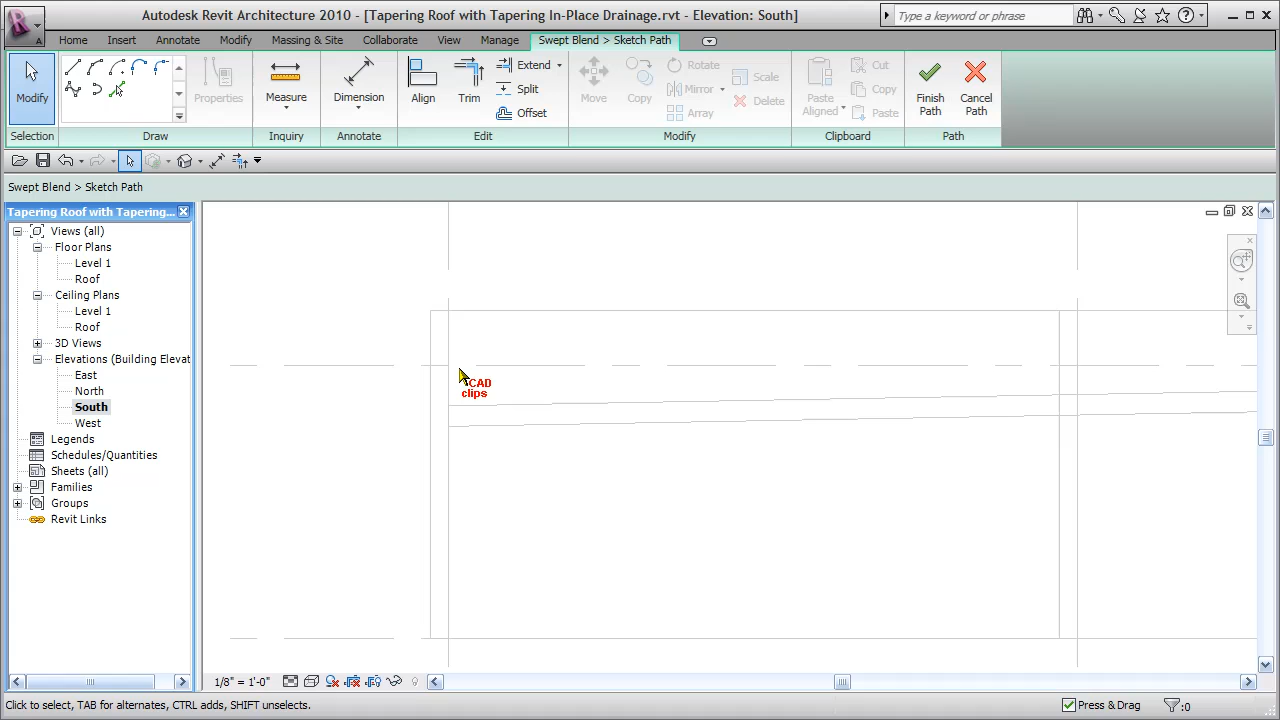 Autodesk Revit Architecture 2010 - [Tapering Roof with Tapering In-Place Drainage.rvt - Elevation: South]
Type a keyword or phrase
Home Insert Annotate Modify Massing & Site Collaborate View Manage Swept Blend > Sketch Path
Modify
Properties
Measure
Dimension
Align
Trim
Extend
Split
Offset
Move
Copy
Rotate
Mirror
Array
Scale
Delete
Paste
Aligned
Cut
Copy
Paste
Finish
Path
Cancel
Path
Selection Draw Inquiry Annotate Edit Modify Clipboard Path
Swept Blend > Sketch Path
Tapering Roof with Tapering...
Views (all)
Floor Plans
Level 1
Roof
Ceiling Plans
Level 1
Roof
3D Views
Elevations (Building Elevat
East
North
South
West
Legends
Schedules/Quantities
Sheets (all)
Families
Groups
Revit Links
CAD
clips
1/8" = 1'-0"
Click to select, TAB for alternates, CTRL adds, SHIFT unselects.
Press & Drag
:0